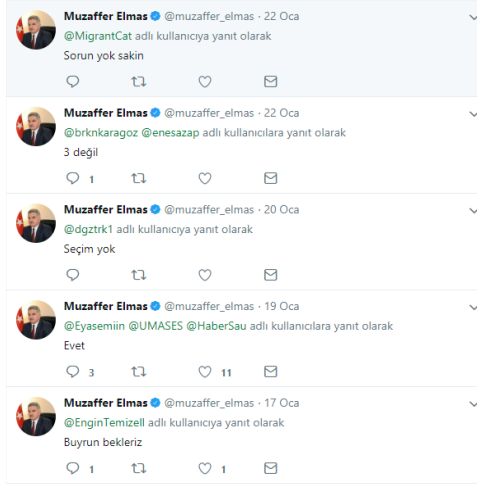 Muzaffer Elmas @muzaffer_elmas · 22 Oca
@MigrantCat adlı kullanıcıya yanıt olarak
Sorun yok sakin
Muzaffer Elmas @muzaffer_elmas · 22 Oca
@brknkaragoz @enesazap adlı kullanıcılara yanıt olarak
3 değil
1
Muzaffer Elmas @muzaffer_elmas · 20 Oca
@dgztrk1 adlı kullanıcıya yanıt olarak
Seçim yok
Muzaffer Elmas @muzaffer_elmas · 19 Oca
@Eyasemiin @UMASES @HaberSau adlı kullanıcılara yanıt olarak
Evet
3 11
Muzaffer Elmas @muzaffer_elmas · 17 Oca
@EnginTemizell adlı kullanıcıya yanıt olarak
Buyrun bekleriz
1 1